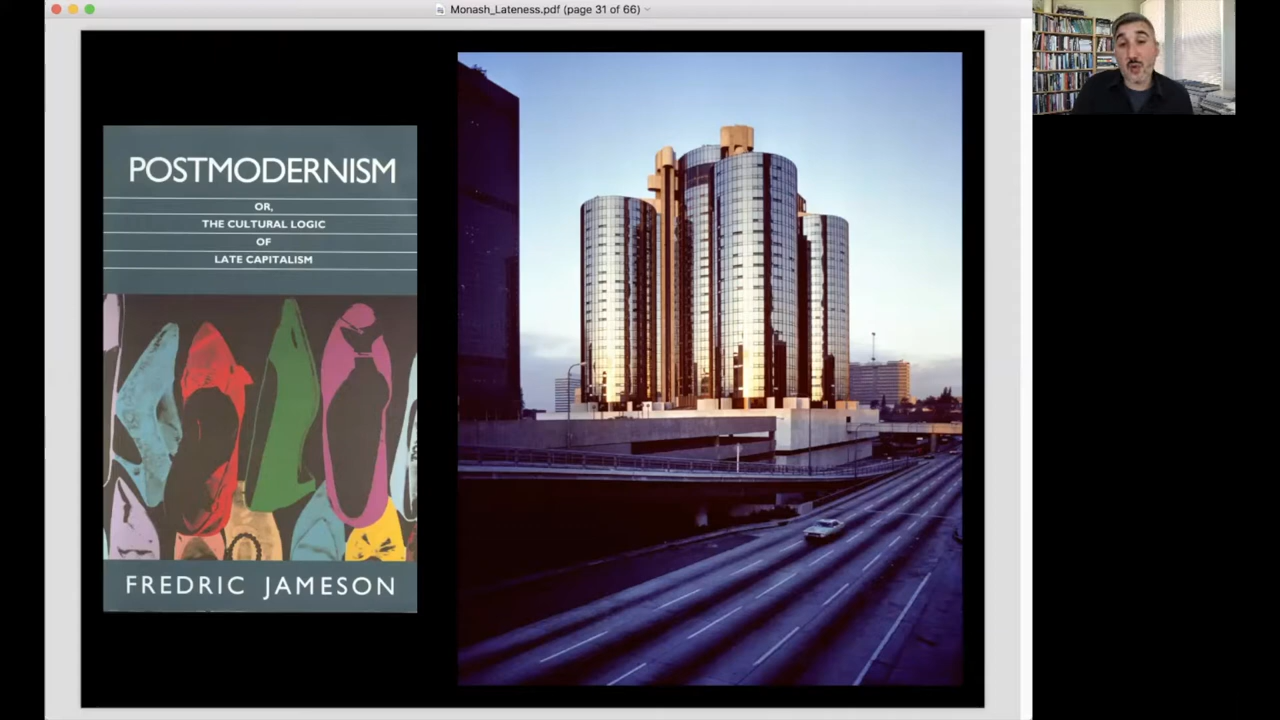 Monash_Lateness.pdf (page 31 of 66)
POSTMODERNISM
OR,
THE CULTURAL LOGIC
OF
LATE CAPITALISM
FREDRIC JAMESON